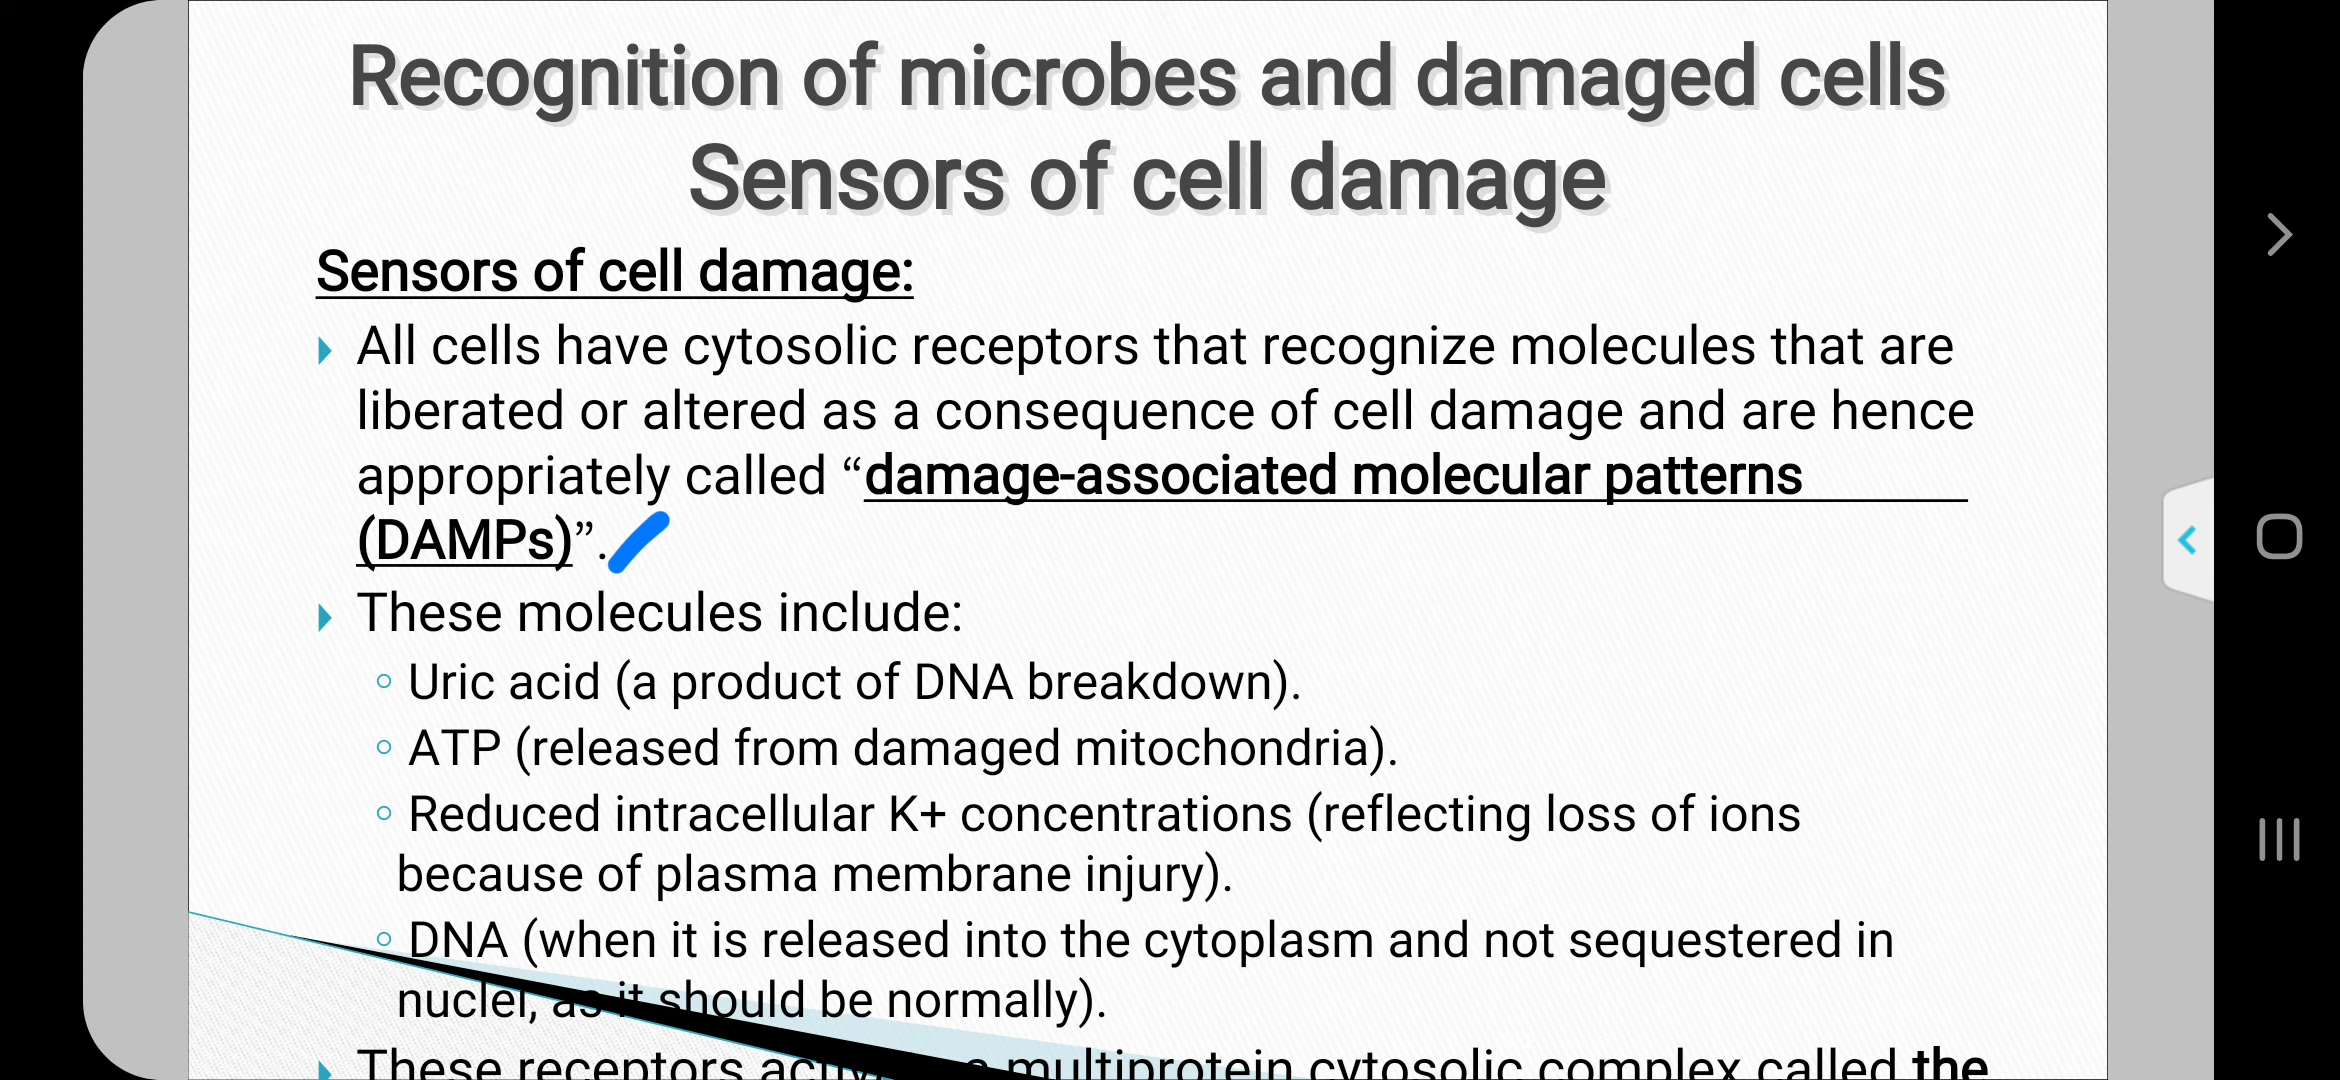 Recognition of microbes and damaged cells
Sensors of cell damage
Sensors of cell damage:
All cells have cytosolic receptors that recognize molecules that are
liberated or altered as a consequence of cell damage and are hence
appropriately called “damage-associated molecular patterns
(DAMPs)”.
These molecules include:
Uric acid (a product of DNA breakdown).
ATP (released from damaged mitochondria).
Reduced intracellular K+ concentrations (reflecting loss of ions
because of plasma membrane injury).
DNA (when it is released into the cytoplasm and not sequestered in
nuclei, as it should be normally).
These receptors multiprotein cytosolic complex called the